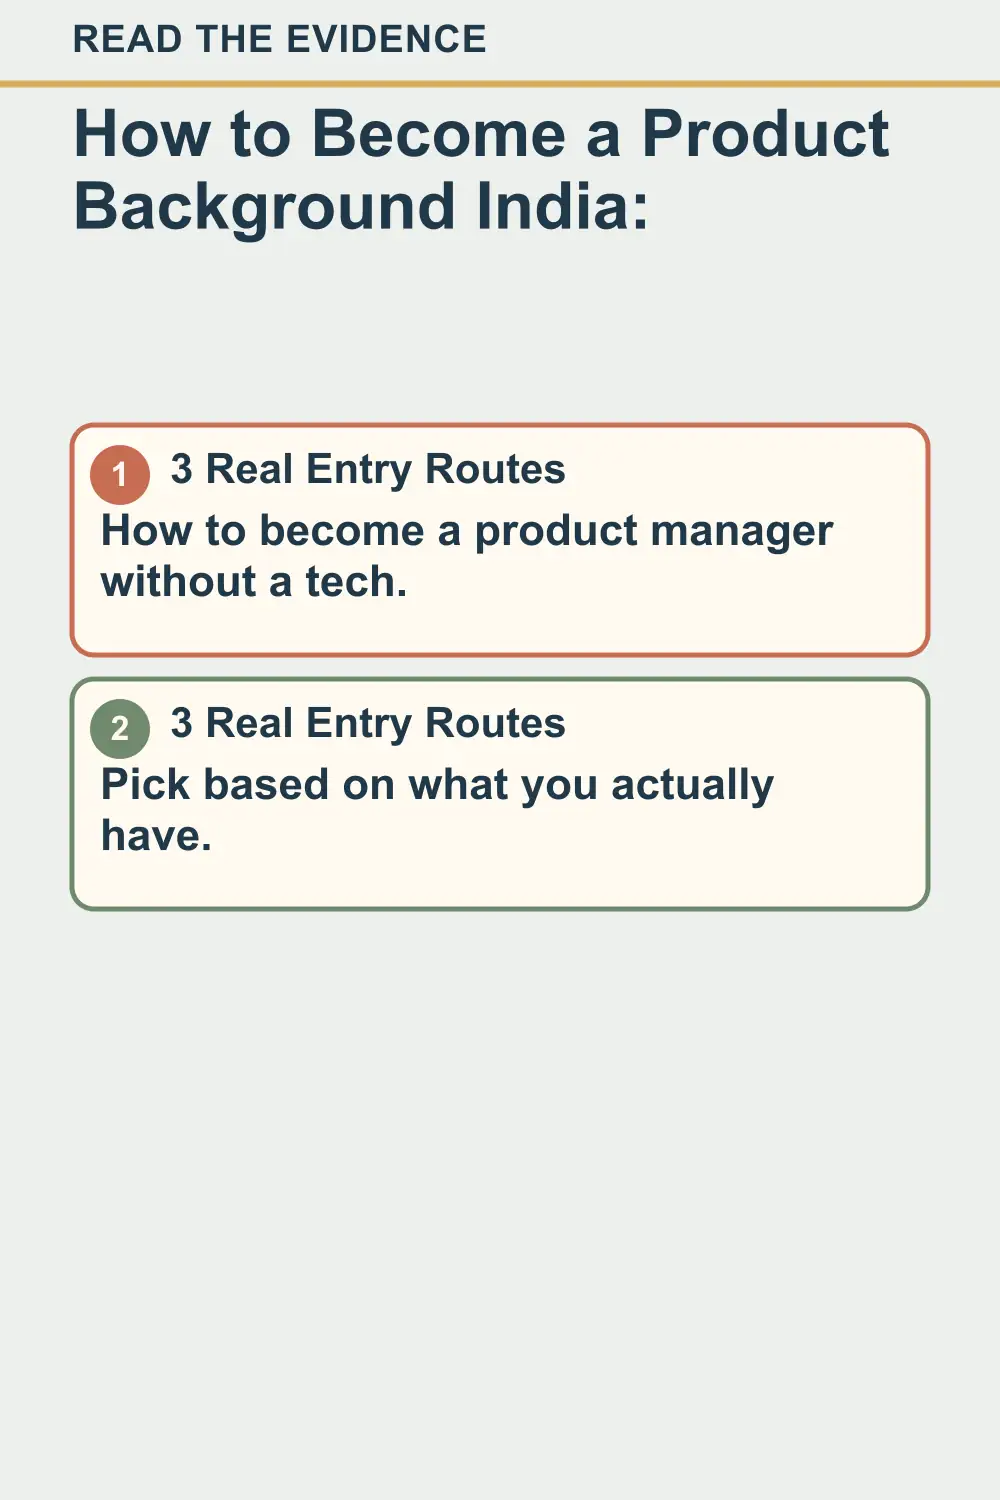 READ THE EVIDENCE
How to Become a Product
Background India:
1 3 Real Entry Routes
How to become a product manager
without a tech.
2 3 Real Entry Routes
Pick based on what you actually
have.